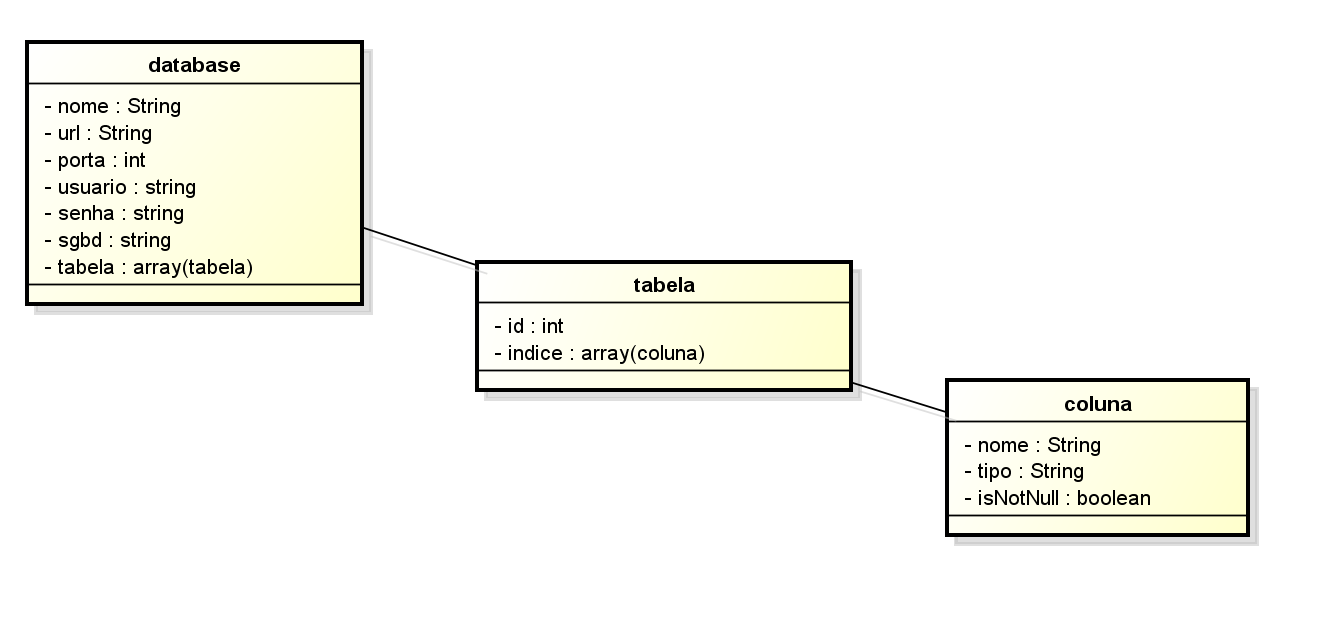 database
- nome : String
- url : String
- porta : int
- usuario : string
- senha : string
- sgbd : string
- tabela : array(tabela)
tabela
- id : int
- indice : array(coluna)
coluna
- nome : String
- tipo : String
- isNotNull : boolean